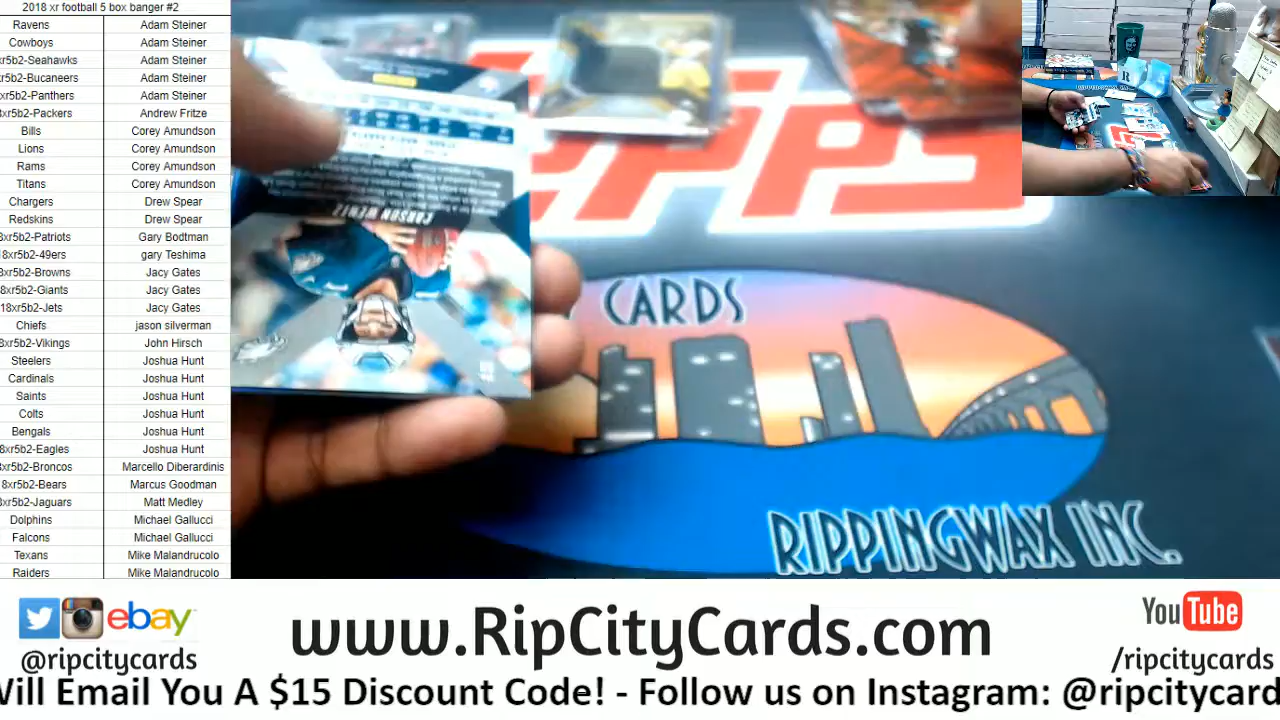 2018 xr football 5 box banger #2
Ravens Adam Steiner
Cowboys Adam Steiner
xr5b2-Seahawks Adam Steiner
r5b2-Bucaneers Adam Steiner
xr5b2-Panthers Adam Steiner
8xr5b2-Packers Andrew Fritze
Bills Corey Amundson
Lions Corey Amundson
Rams Corey Amundson
Titans Corey Amundson
Chargers Drew Spear
Redskins Drew Spear
8xr5b2-Patriots Gary Bodtman
18xr5b2-49ers gary Teshima
8xr5b2-Browns Jacy Gates
8xr5b2-Giants Jacy Gates
18xr5b2-Jets Jacy Gates
Chiefs jason silverman
8xr5b2-Vikings John Hirsch
Steelers Joshua Hunt
Cardinals Joshua Hunt
Saints Joshua Hunt
Colts Joshua Hunt
Bengals Joshua Hunt
8xr5b2-Eagles Joshua Hunt
xr5b2-Broncos Marcello Diberardinis
8xr5b2-Bears Marcus Goodman
xr5b2-Jaguars Matt Medley
Dolphins Michael Gallucci
Falcons Michael Gallucci
Texans Mike Malandrucolo
Raiders Mike Malandrucolo
CARSON WENTZ
CARDS
RIPPINGWAX INC.
ebay
@ripcitycards
www.RipCityCards.com
YouTube
/ripcitycards
Will Email You A $15 Discount Code! - Follow us on Instagram: @ripcitycard